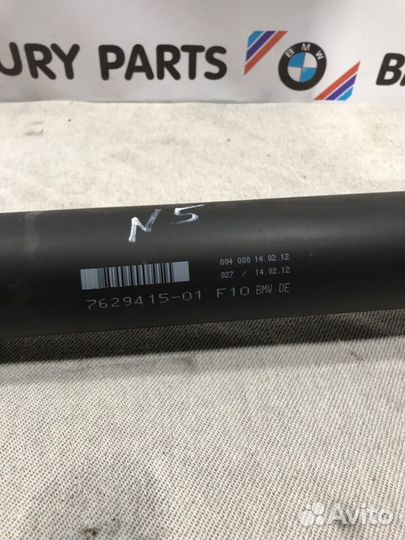 URY PARTS
BMW
BA
N5
004 000 14.02.12
027 / 14.02.12
7629415-01 F10 BMW DE
Avito